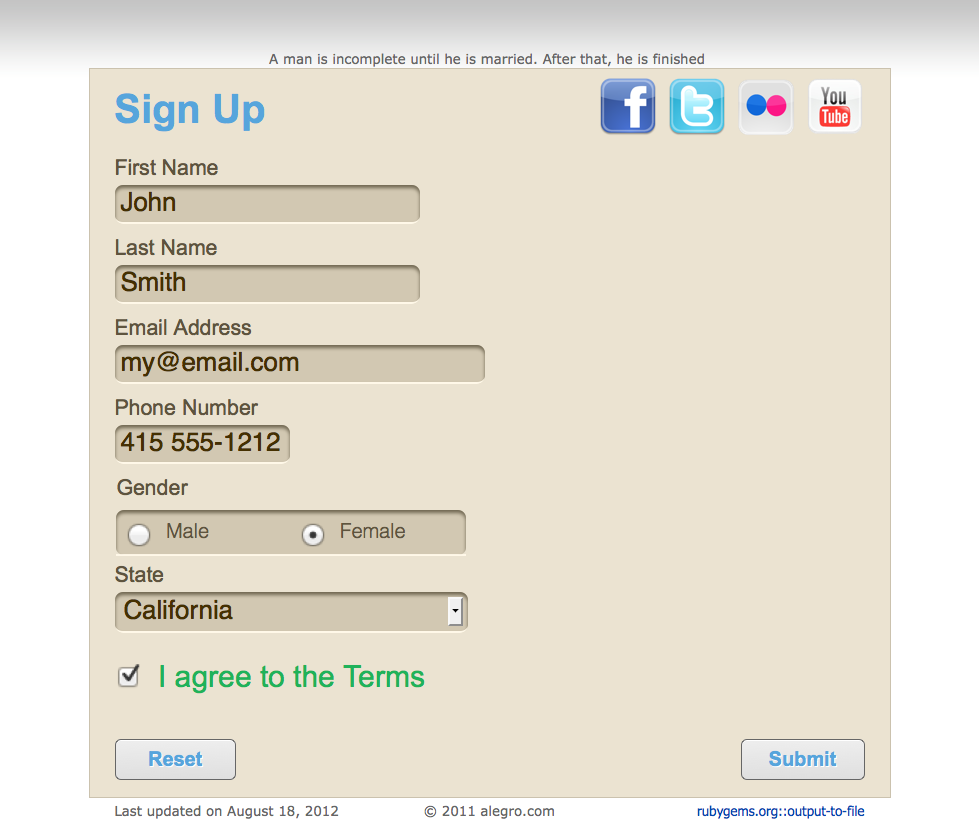 A man is incomplete until he is married. After that, he is finished
Sign Up
f
t
You
Tube
First Name
John
Last Name
Smith
Email Address
my@email.com
Phone Number
415 555-1212
Gender
Male Female
State
California
I agree to the Terms
Reset Submit
Last updated on August 18, 2012 © 2011 alegro.com rubygems.org::output-to-file